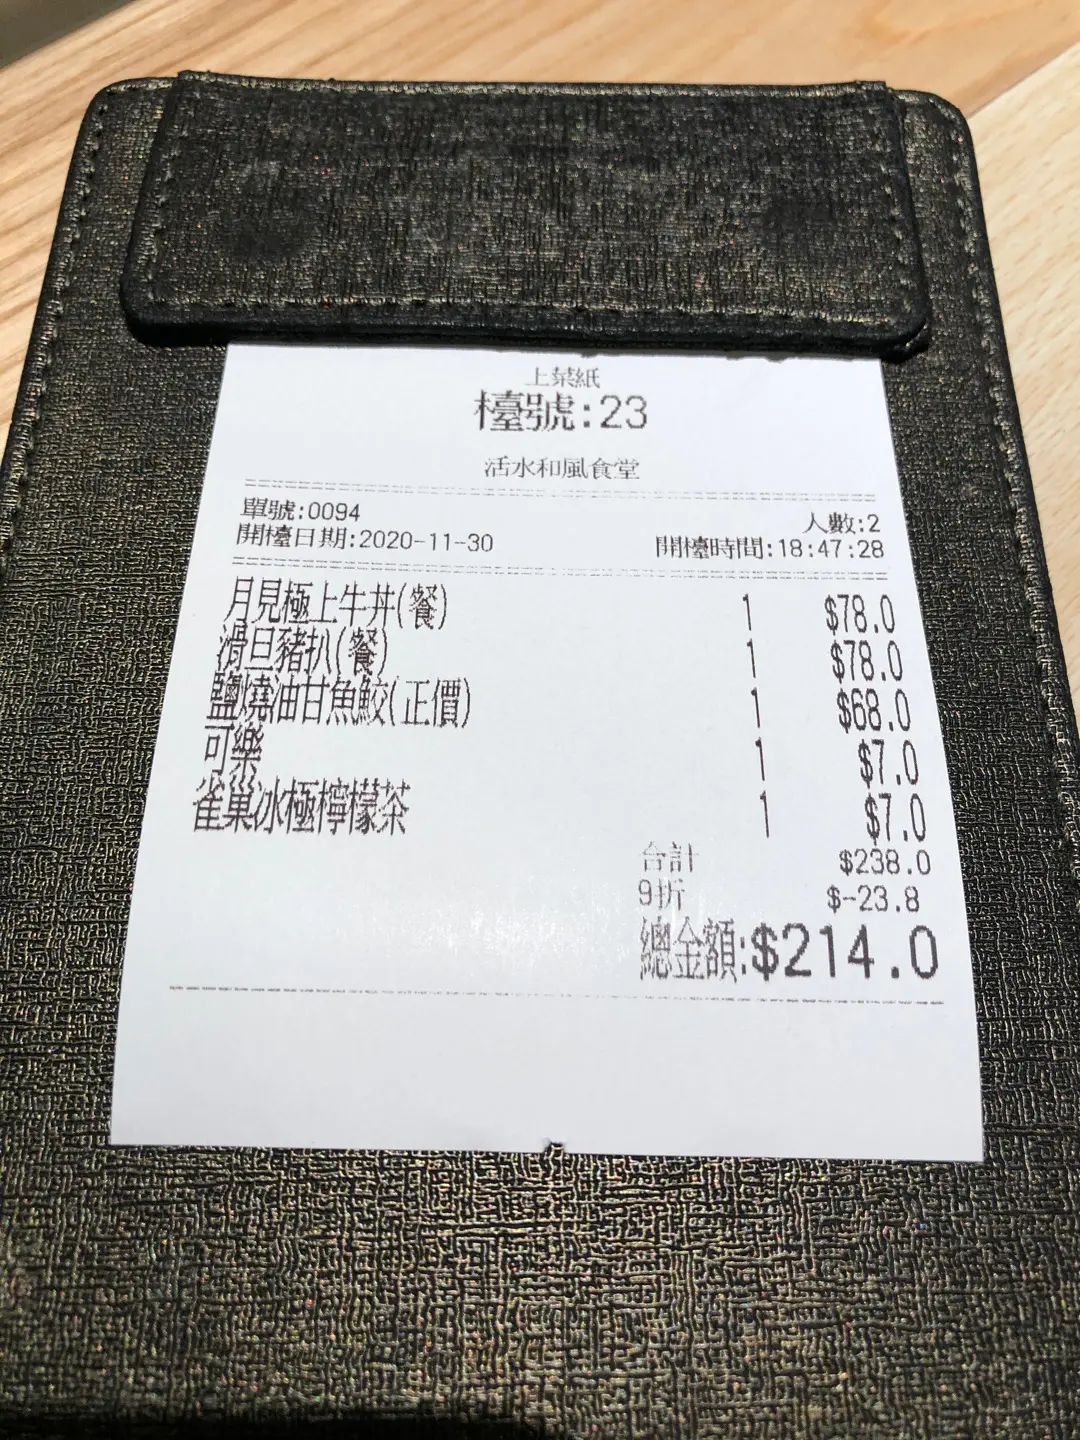 上菜紙
檯號:23
活水和風食堂
單號:0094 人數:2
開檯日期:2020-11-30 開檯時間:18:47:28
月見極上牛丼(餐) 1 $78.0
滑旦豬扒(餐) 1 $78.0
鹽燒油甘魚鮫(正價) 1 $68.0
可樂 1 $7.0
雀巢冰極檸檬茶 1 $7.0
合計 $238.0
9折 $-23.8
總金額:$214.0